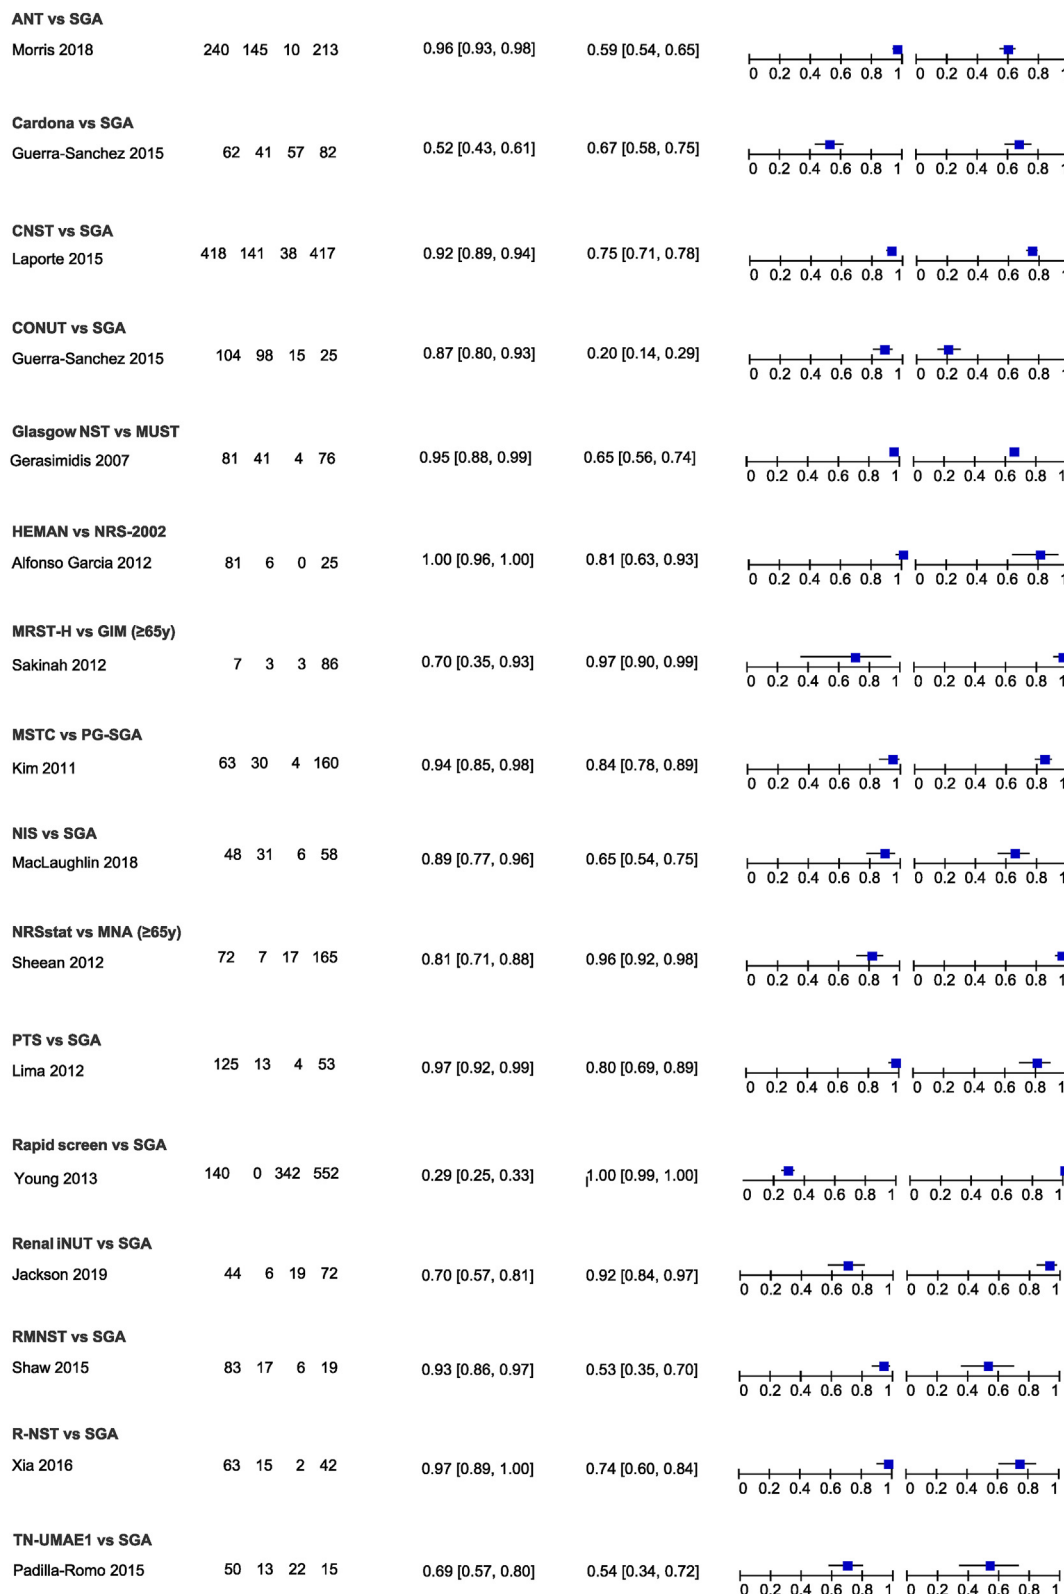 ANT vs SGA
Morris 2018 240 145 10 213 0.96 [0.93, 0.98] 0.59 [0.54, 0.65]
0 0.2 0.4 0.6 0.8 1 0 0.2 0.4 0.6 0.8 1
Cardona vs SGA
Guerra-Sanchez 2015 62 41 57 82 0.52 [0.43, 0.61] 0.67 [0.58, 0.75]
0 0.2 0.4 0.6 0.8 1 0 0.2 0.4 0.6 0.8 1
CNST vs SGA
Laporte 2015 418 141 38 417 0.92 [0.89, 0.94] 0.75 [0.71, 0.78]
0 0.2 0.4 0.6 0.8 1 0 0.2 0.4 0.6 0.8 1
CONUT vs SGA
Guerra-Sanchez 2015 104 98 15 25 0.87 [0.80, 0.93] 0.20 [0.14, 0.29]
0 0.2 0.4 0.6 0.8 1 0 0.2 0.4 0.6 0.8 1
Glasgow NST vs MUST
Gerasimidis 2007 81 41 4 76 0.95 [0.88, 0.99] 0.65 [0.56, 0.74]
0 0.2 0.4 0.6 0.8 1 0 0.2 0.4 0.6 0.8 1
HEMAN vs NRS-2002
Alfonso Garcia 2012 81 6 0 25 1.00 [0.96, 1.00] 0.81 [0.63, 0.93]
0 0.2 0.4 0.6 0.8 1 0 0.2 0.4 0.6 0.8 1
MRST-H vs GIM (≥65y)
Sakinah 2012 7 3 3 86 0.70 [0.35, 0.93] 0.97 [0.90, 0.99]
0 0.2 0.4 0.6 0.8 1 0 0.2 0.4 0.6 0.8 1
MSTC vs PG-SGA
Kim 2011 63 30 4 160 0.94 [0.85, 0.98] 0.84 [0.78, 0.89]
0 0.2 0.4 0.6 0.8 1 0 0.2 0.4 0.6 0.8 1
NIS vs SGA
MacLaughlin 2018 48 31 6 58 0.89 [0.77, 0.96] 0.65 [0.54, 0.75]
0 0.2 0.4 0.6 0.8 1 0 0.2 0.4 0.6 0.8 1
NRSstat vs MNA (≥65y)
Sheean 2012 72 7 17 165 0.81 [0.71, 0.88] 0.96 [0.92, 0.98]
0 0.2 0.4 0.6 0.8 1 0 0.2 0.4 0.6 0.8 1
PTS vs SGA
Lima 2012 125 13 4 53 0.97 [0.92, 0.99] 0.80 [0.69, 0.89]
0 0.2 0.4 0.6 0.8 1 0 0.2 0.4 0.6 0.8 1
Rapid screen vs SGA
Young 2013 140 0 342 552 0.29 [0.25, 0.33] 1.00 [0.99, 1.00]
0 0.2 0.4 0.6 0.8 1 0 0.2 0.4 0.6 0.8 1
Renal iNUT vs SGA
Jackson 2019 44 6 19 72 0.70 [0.57, 0.81] 0.92 [0.84, 0.97]
0 0.2 0.4 0.6 0.8 1 0 0.2 0.4 0.6 0.8 1
RMNST vs SGA
Shaw 2015 83 17 6 19 0.93 [0.86, 0.97] 0.53 [0.35, 0.70]
0 0.2 0.4 0.6 0.8 1 0 0.2 0.4 0.6 0.8 1
R-NST vs SGA
Xia 2016 63 15 2 42 0.97 [0.89, 1.00] 0.74 [0.60, 0.84]
0 0.2 0.4 0.6 0.8 1 0 0.2 0.4 0.6 0.8 1
TN-UMAE1 vs SGA
Padilla-Romo 2015 50 13 22 15 0.69 [0.57, 0.80] 0.54 [0.34, 0.72]
0 0.2 0.4 0.6 0.8 1 0 0.2 0.4 0.6 0.8 1